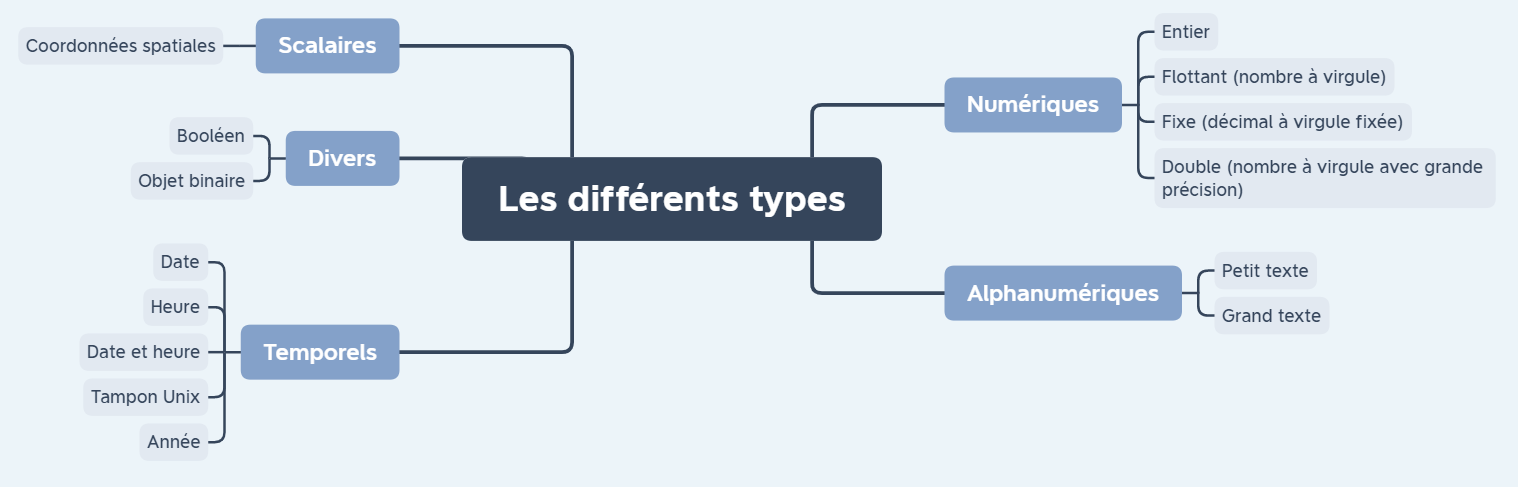 Les différents types
Scalaires
Coordonnées spatiales
Divers
Booléen
Objet binaire
Temporels
Date
Heure
Date et heure
Tampon Unix
Année
Numériques
Entier
Flottant (nombre à virgule)
Fixe (décimal à virgule fixée)
Double (nombre à virgule avec grande
précision)
Alphanumériques
Petit texte
Grand texte